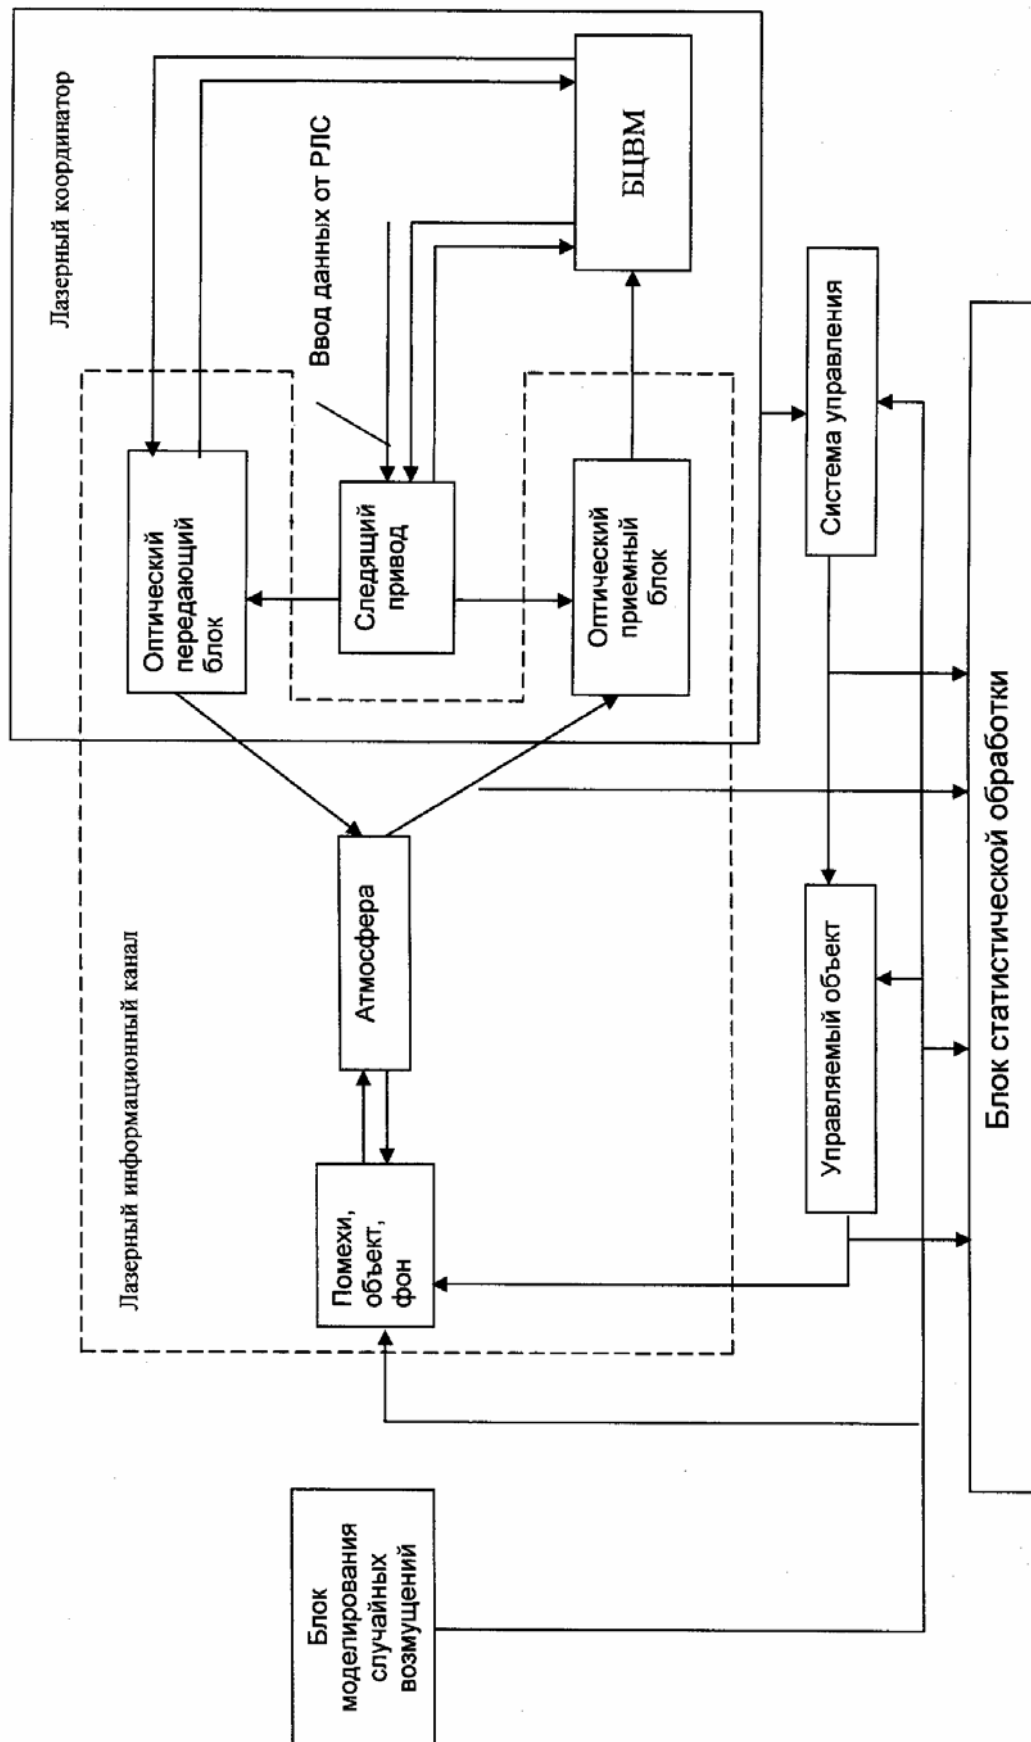 Лазерный координатор
Лазерный информационный канал
Оптический
передающий
блок
Ввод данных от РЛС
БЦВМ
Следящий
привод
Атмосфера
Помехи,
объект,
фон
Оптический
приемный
блок
Блок
моделирования
случайных
возмущений
Управляемый объект
Система управления
Блок статистической обработки